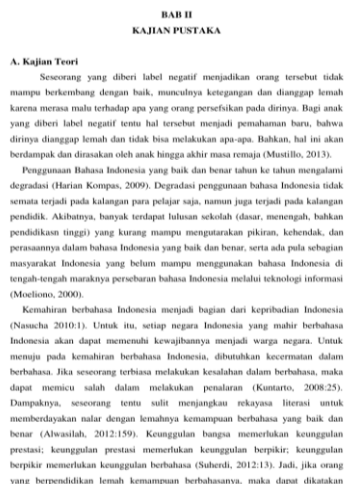 BAB II
KAJIAN PUSTAKA
A. Kajian Teori
Seseorang yang diberi label negatif menjadikan orang tersebut tidak
mampu berkembang dengan baik, munculnya ketegangan dan dianggap lemah
karena merasa malu terhadap apa yang orang persefsikan pada dirinya. Bagi anak
yang diberi label negatif tentu hal tersebut menjadi pemahaman baru, bahwa
dirinya dianggap lemah dan tidak bisa melakukan apa-apa. Bahkan, hal ini akan
berdampak dan dirasakan oleh anak hingga akhir masa remaja (Mustillo, 2013).
Penggunaan Bahasa Indonesia yang baik dan benar tahun ke tahun mengalami
degradasi (Harian Kompas, 2009). Degradasi penggunaan bahasa Indonesia tidak
semata terjadi pada kalangan para pelajar saja, namun juga terjadi pada kalangan
pendidik. Akibatnya, banyak terdapat lulusan sekolah (dasar, menengah, bahkan
pendidikasn tinggi) yang kurang mampu mengutarakan pikiran, kehendak, dan
perasaannya dalam bahasa Indonesia yang baik dan benar, serta ada pula sebagian
masyarakat Indonesia yang belum mampu menggunakan bahasa Indonesia di
tengah-tengah maraknya persebaran bahasa Indonesia melalui teknologi informasi
(Moeliono, 2000).
Kemahiran berbahasa Indonesia menjadi bagian dari kepribadian Indonesia
(Nasucha 2010:1). Untuk itu, setiap negara Indonesia yang mahir berbahasa
Indonesia akan dapat memenuhi kewajibannya menjadi warga negara. Untuk
menuju pada kemahiran berbahasa Indonesia, dibutuhkan kecermatan dalam
berbahasa. Jika seseorang terbiasa melakukan kesalahan dalam berbahasa, maka
dapat memicu salah dalam melakukan penalaran (Kuntarto, 2008:25).
Dampaknya, seseorang tentu sulit menjangkau rekayasa literasi untuk
memberdayakan nalar dengan lemahnya kemampuan berbahasa yang baik dan
benar (Alwasilah, 2012:159). Keunggulan bangsa memerlukan keunggulan
prestasi; keunggulan prestasi memerlukan keunggulan berpikir; keunggulan
berpikir memerlukan keunggulan berbahasa (Suherdi, 2012:13). Jadi, jika orang
yang berpendidikan lemah kemampuan berbahasanya, maka dapat dikatakan